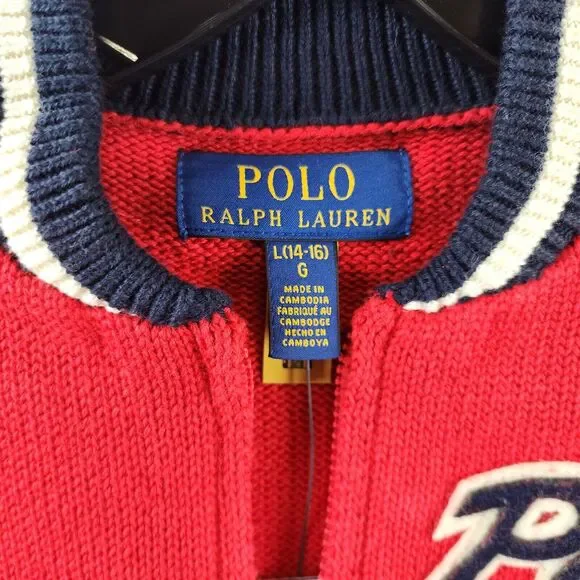 POLO
RALPH LAUREN
L(14-16)
G
MADE IN
CAMBODIA
FABRIQUÉ AU
CAMBODGE
HECHO EN
CAMBOYA
P